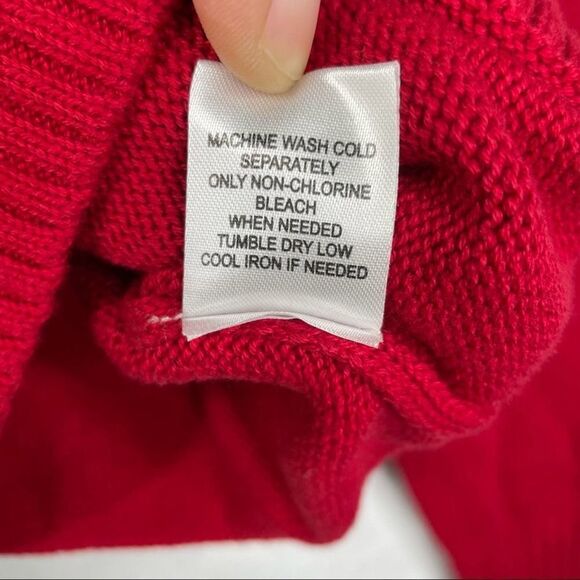 MACHINE WASH COLD
SEPARATELY
ONLY NON-CHLORINE
BLEACH
WHEN NEEDED
TUMBLE DRY LOW
COOL IRON IF NEEDED